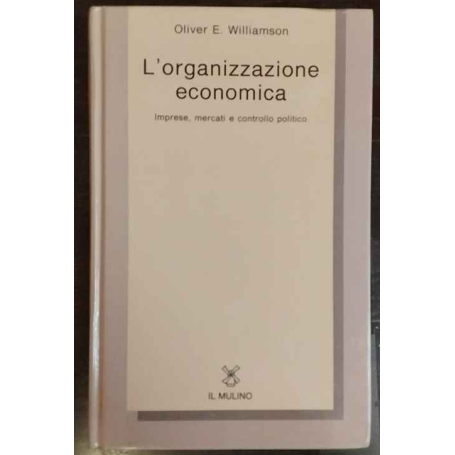 Oliver E. Williamson
L'organizzazione
economica
Imprese, mercati e controllo politico
IL MULINO